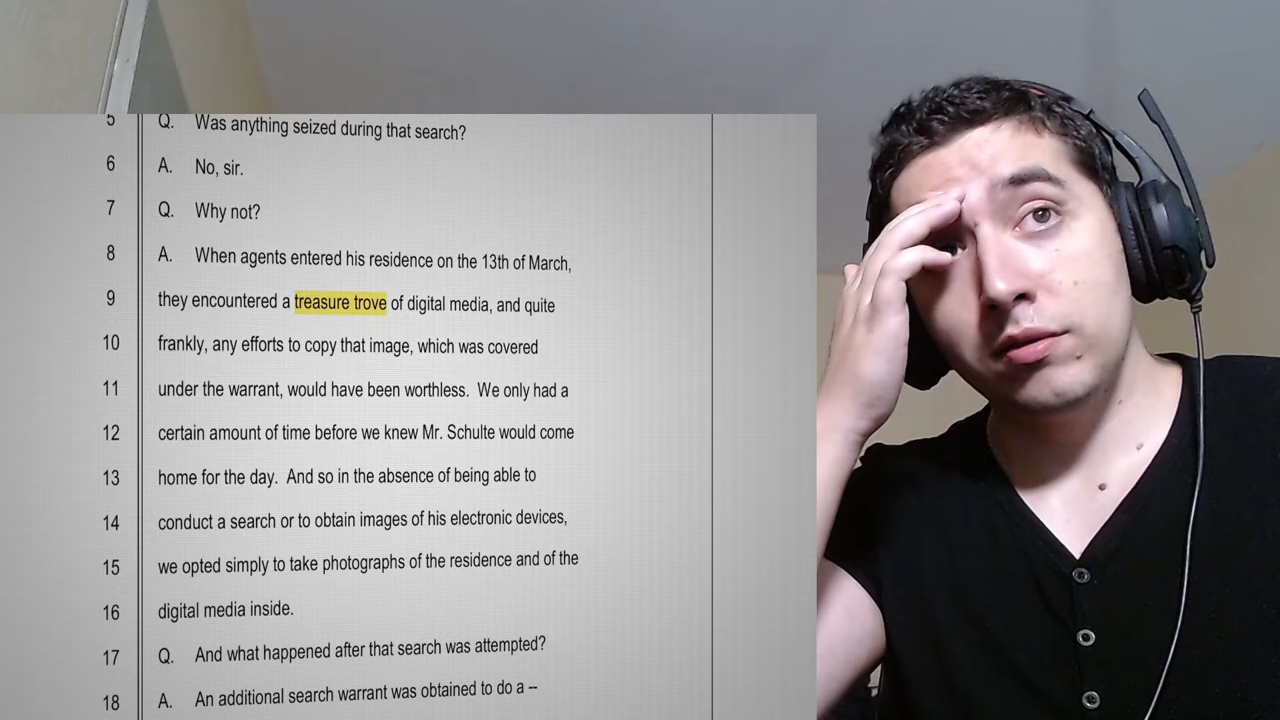 5 Q. Was anything seized during that search?
6 A. No, sir.
7 Q. Why not?
8 A. When agents entered his residence on the 13th of March,
9 they encountered a treasure trove of digital media, and quite
10 frankly, any efforts to copy that image, which was covered
11 under the warrant, would have been worthless. We only had a
12 certain amount of time before we knew Mr. Schulte would come
13 home for the day. And so in the absence of being able to
14 conduct a search or to obtain images of his electronic devices,
15 we opted simply to take photographs of the residence and of the
16 digital media inside.
17 Q. And what happened after that search was attempted?
18 A. An additional search warrant was obtained to do a --